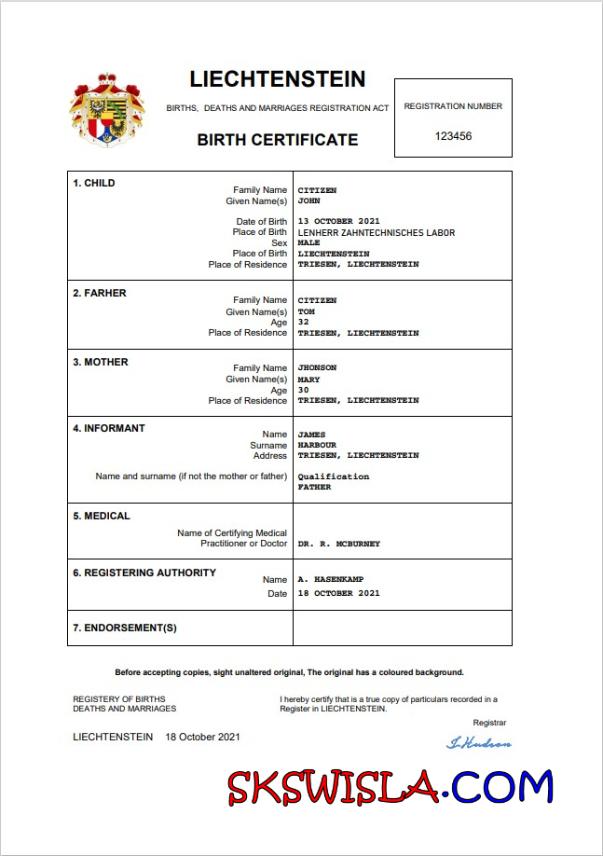 LIECHTENSTEIN
BIRTHS, DEATHS AND MARRIAGES REGISTRATION ACT
BIRTH CERTIFICATE
REGISTRATION NUMBER
123456
1. CHILD
Family Name CITIZEN
Given Name(s) JOHN
Date of Birth 13 OCTOBER 2021
Place of Birth LENHERR ZAHNTECHNISCHES LABOR
Sex MALE
Place of Birth LIECHTENSTEIN
Place of Residence TRIESEN, LIECHTENSTEIN
2. FARHER
Family Name CITIZEN
Given Name(s) TOM
Age 32
Place of Residence TRIESEN, LIECHTENSTEIN
3. MOTHER
Family Name JHONSON
Given Name(s) MARY
Age 30
Place of Residence TRIESEN, LIECHTENSTEIN
4. INFORMANT
Name JAMES
Surname HARBOUR
Address TRIESEN, LIECHTENSTEIN
Name and surname (if not the mother or father) Qualification
FATHER
5. MEDICAL
Name of Certifying Medical
Practitioner or Doctor DR. R. MCBURNEY
6. REGISTERING AUTHORITY
Name A. HASENKAMP
Date 18 OCTOBER 2021
7. ENDORSEMENT(S)
Before accepting copies, sight unaltered original, The original has a coloured background.
REGISTERY OF BIRTHS
DEATHS AND MARRIAGES
I hereby certify that is a true copy of particulars recorded in a
Register in LIECHTENSTEIN.
Registrar
LIECHTENSTEIN 18 October 2021
J.Hudson
SKSWISLA.COM